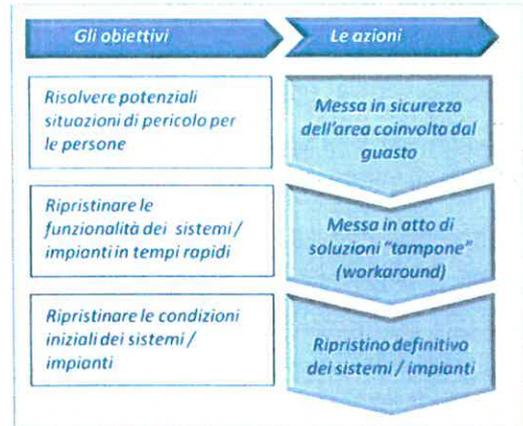 Gli obiettivi
Le azioni
Risolvere potenziali
situazioni di pericolo per
le persone
Messa in sicurezza
dell'area coinvolta dal
guasto
Ripristinare le
funzionalità dei sistemi /
impianti in tempi rapidi
Messa in atto di
soluzioni "tampone"
(workaround)
Ripristinare le condizioni
iniziali dei sistemi /
impianti
Ripristino definitivo
dei sistemi / impianti